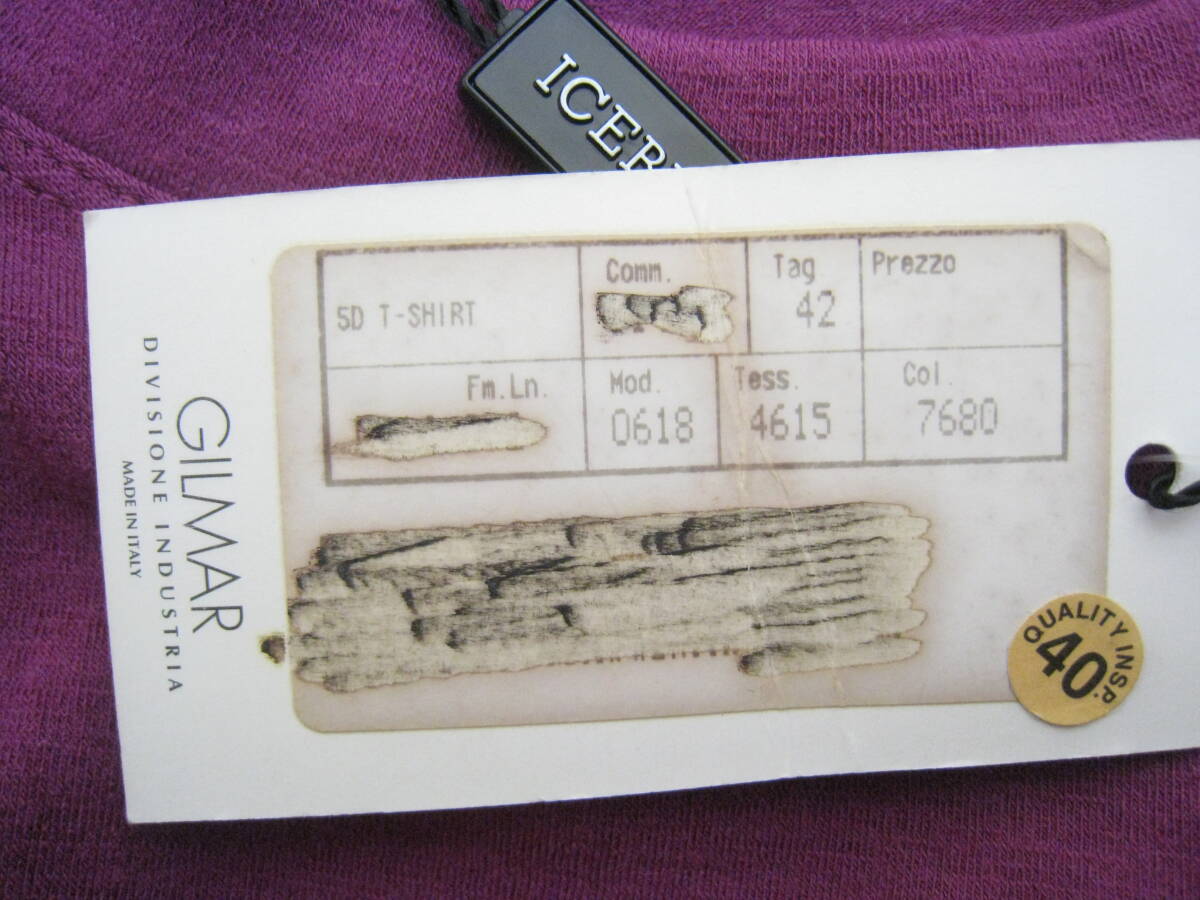 ICEB
Comm. Tag Prezzo
5D T-SHIRT 42
Fm.Ln. Mod. Tess. Col.
0618 4615 7680
GILMAR
DIVISIONE INDUSTRIA
MADE IN ITALY
QUALITY INSP.
40